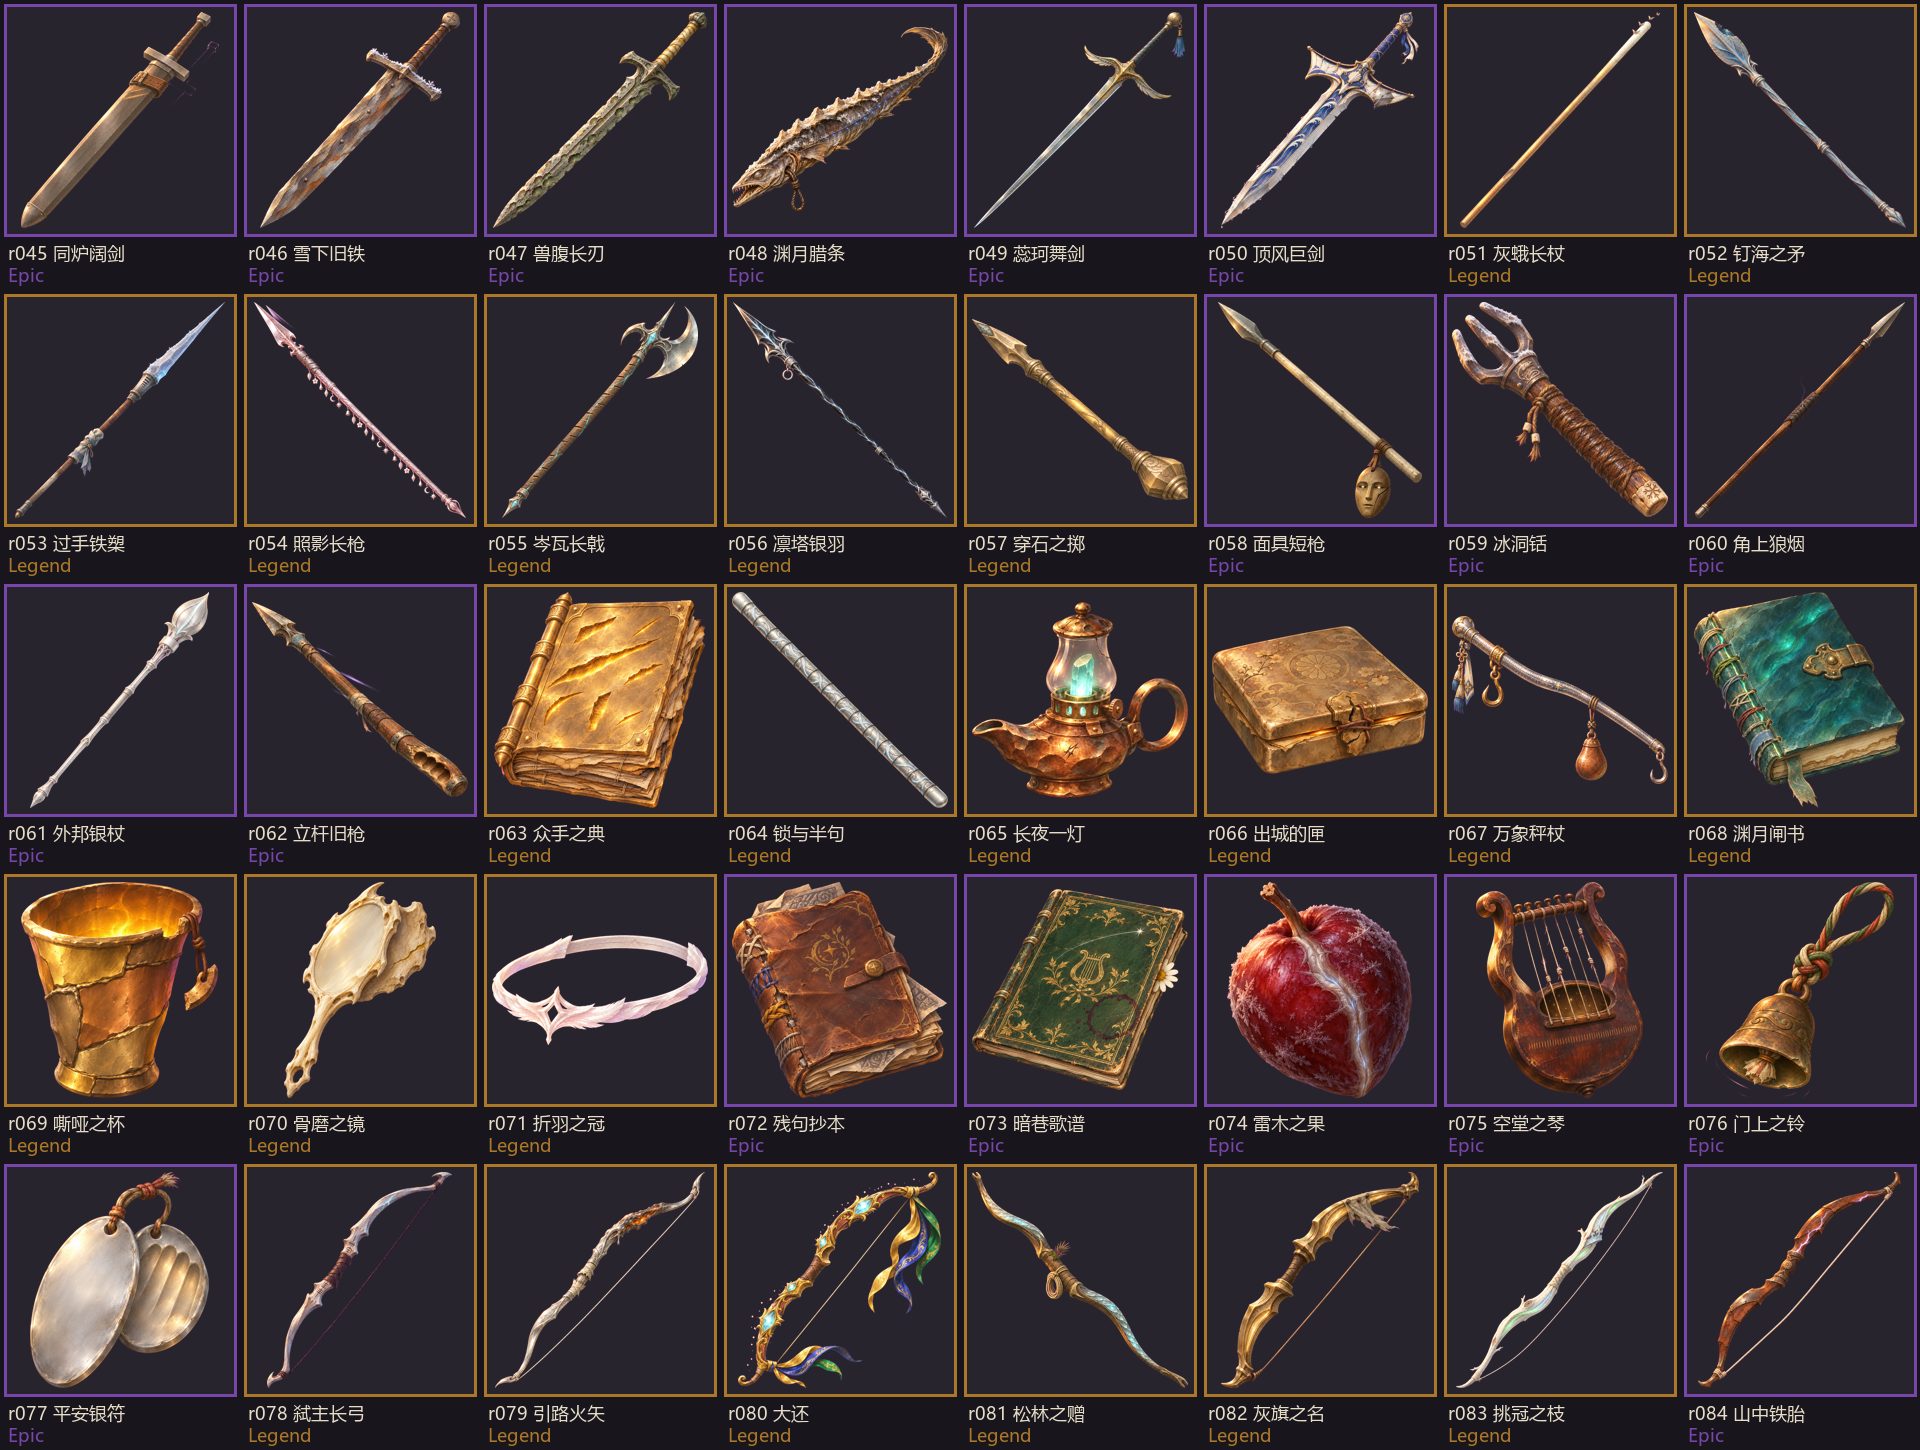 r045 同炉阔剑
Epic
r046 雪下旧铁
Epic
r047 兽腹长刃
Epic
r048 渊月腊条
Epic
r049 蕊珂舞剑
Epic
r050 顶风巨剑
Epic
r051 灰蛾长杖
Legend
r052 钉海之矛
Legend
r053 过手铁槊
Legend
r054 照影长枪
Legend
r055 岑瓦长戟
Legend
r056 凛塔银羽
Legend
r057 穿石之掷
Legend
r058 面具短枪
Epic
r059 冰洞铦
Epic
r060 角上狼烟
Epic
r061 外邦银杖
Epic
r062 立杆旧枪
Epic
r063 众手之典
Legend
r064 锁与半句
Legend
r065 长夜一灯
Legend
r066 出城的匣
Legend
r067 万象秤杖
Legend
r068 渊月闸书
Legend
r069 嘶哑之杯
Legend
r070 骨磨之镜
Legend
r071 折羽之冠
Legend
r072 残句抄本
Epic
r073 暗巷歌谱
Epic
r074 雷木之果
Epic
r075 空堂之琴
Epic
r076 门上之铃
Epic
r077 平安银符
Epic
r078 弑主长弓
Legend
r079 引路火矢
Legend
r080 大还
Legend
r081 松林之赠
Legend
r082 灰旗之名
Legend
r083 挑冠之枝
Legend
r084 山中铁胎
Epic